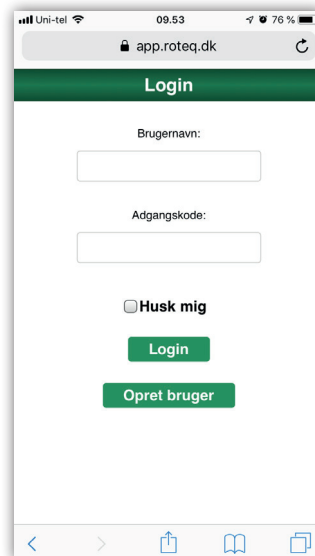 Uni-tel 09.53 76 %
app.roteq.dk
Login
Brugernavn:
Adgangskode:
Husk mig
Login
Opret bruger